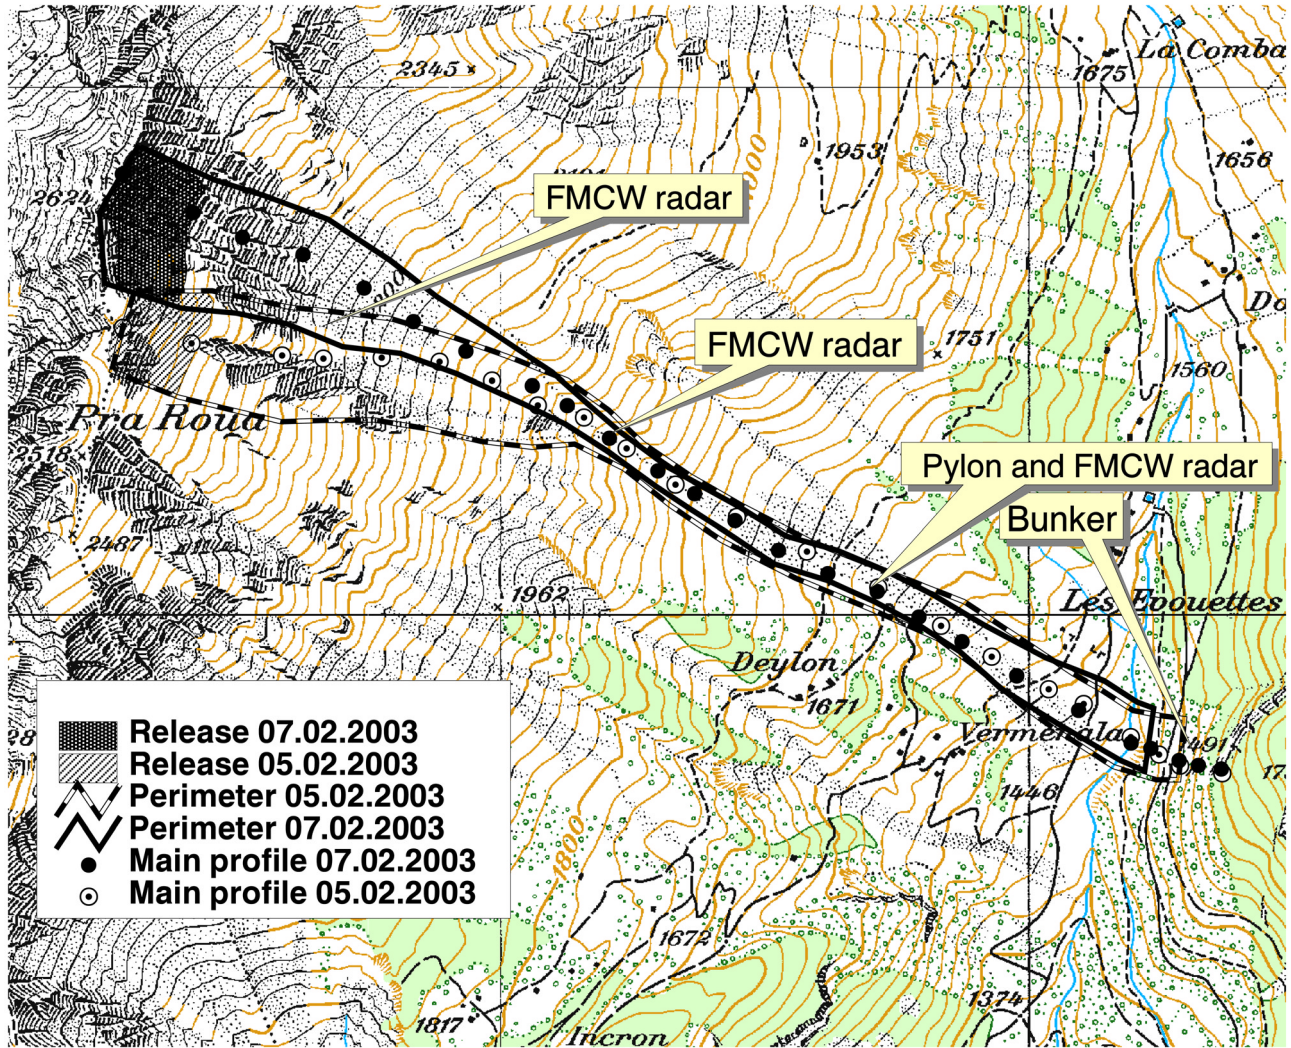 La Comba
2345
1675
1953
1656
2621
FMCW radar
Do
FMCW radar
1751
1560
Pra Roua
2518
Pylon and FMCW radar
Bunker
2487
1962
Les Evouettes
Deylon
1671
Vermenala
1491
1446
Release 07.02.2003
Release 05.02.2003
Perimeter 05.02.2003
Perimeter 07.02.2003
Main profile 07.02.2003
Main profile 05.02.2003
1800
1672
1374
1817
Incron